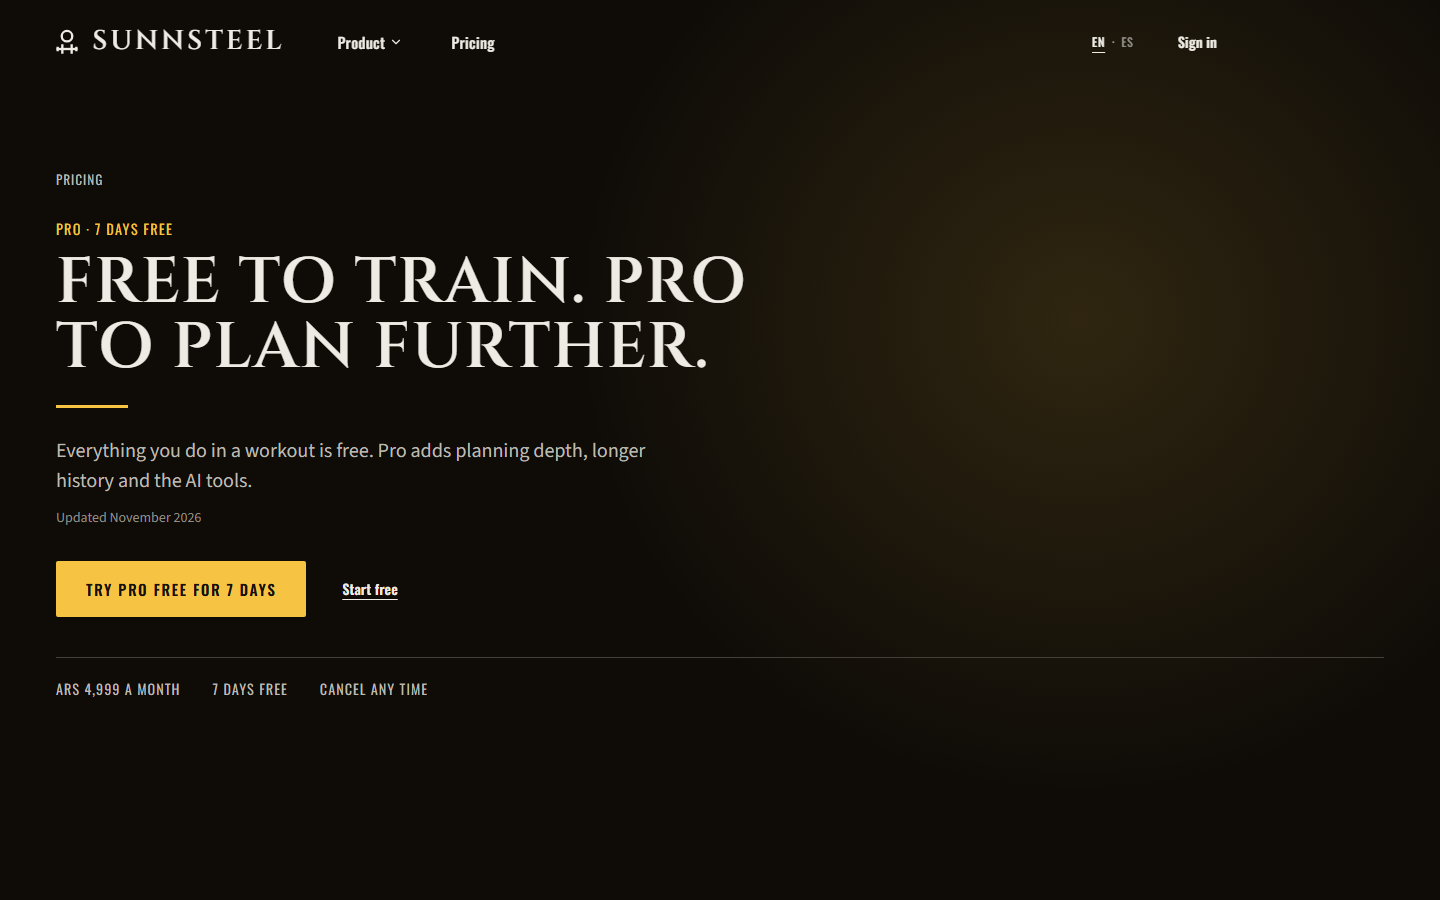 SUNNSTEEL
Product
Pricing
EN · ES
Sign in
PRICING
PRO · 7 DAYS FREE
FREE TO TRAIN. PRO
TO PLAN FURTHER.
Everything you do in a workout is free. Pro adds planning depth, longer
history and the AI tools.
Updated November 2026
TRY PRO FREE FOR 7 DAYS
Start free
ARS 4,999 A MONTH
7 DAYS FREE
CANCEL ANY TIME